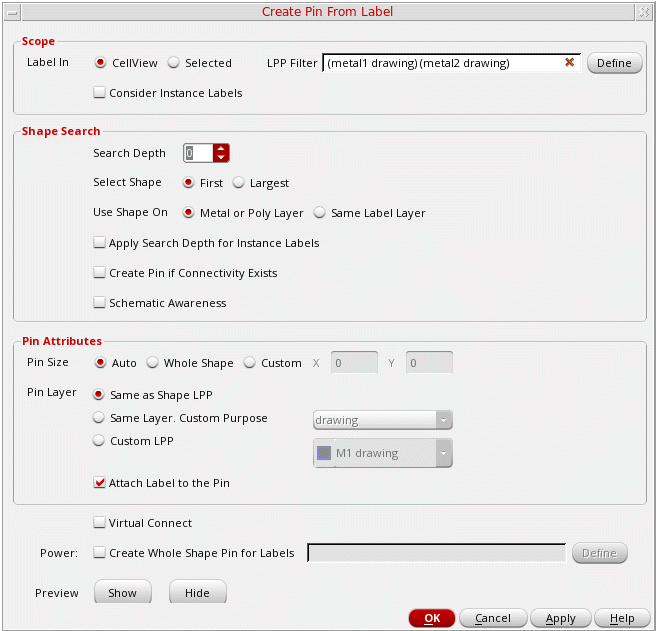 Create Pin From Label
Scope
Label In CellView Selected LPP Filter (metal1 drawing)(metal2 drawing) Define
Consider Instance Labels
Shape Search
Search Depth 0
Select Shape First Largest
Use Shape On Metal or Poly Layer Same Label Layer
Apply Search Depth for Instance Labels
Create Pin if Connectivity Exists
Schematic Awareness
Pin Attributes
Pin Size Auto Whole Shape Custom X 0 Y 0
Pin Layer Same as Shape LPP
Same Layer. Custom Purpose drawing
Custom LPP M1 drawing
Attach Label to the Pin
Virtual Connect
Power: Create Whole Shape Pin for Labels Define
Preview Show Hide
OK Cancel Apply Help